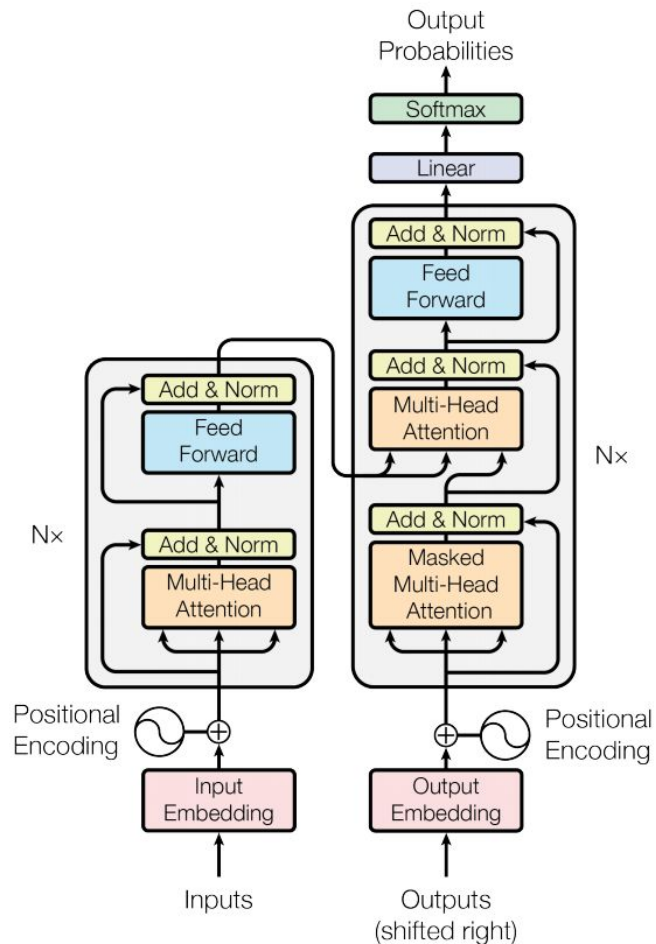 Output
Probabilities
Softmax
Linear
Add & Norm
Feed
Forward
Add & Norm
Multi-Head
Attention
Add & Norm
Masked
Multi-Head
Attention
N×
Add & Norm
Feed
Forward
Add & Norm
Multi-Head
Attention
N×
Positional
Encoding
Positional
Encoding
Input
Embedding
Output
Embedding
Inputs
Outputs
(shifted right)